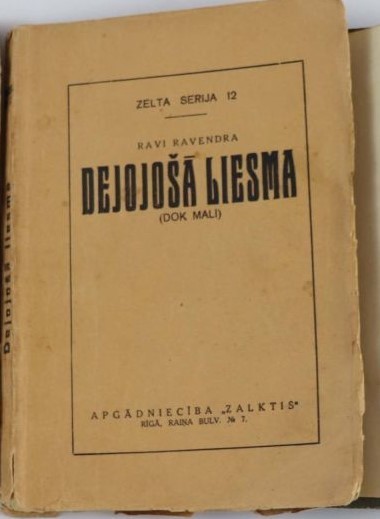 ZELTA SERIJA 12
RAVI RAVENDRA
DEJOJOŠĀ LIESMA
(DOK MALI)
APGĀDNIECĪBA „ZALKTIS“
RĪGĀ, RAIŅA BULV. № 7.
Dejojošā liesma